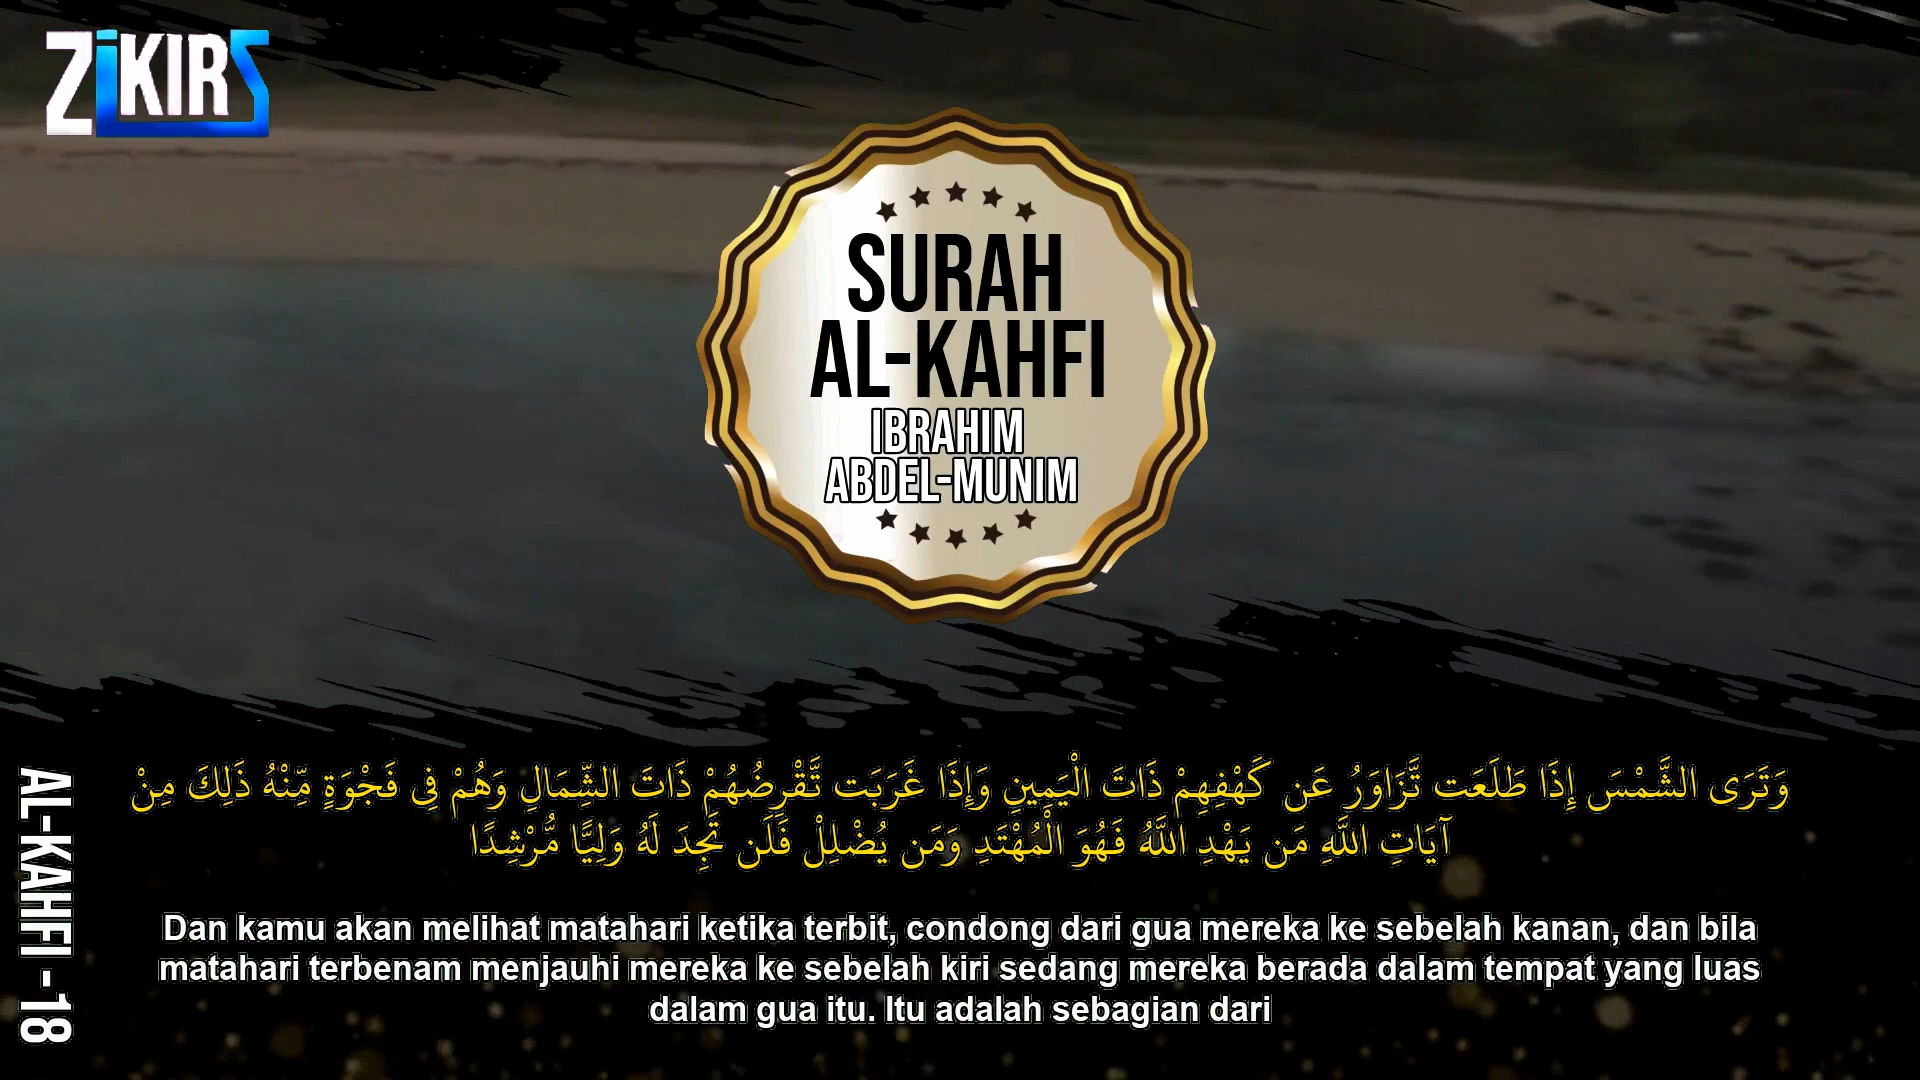 ZIKIRS
SURAH
AL-KAHFI
IBRAHIM
ABDEL-MUNIM
وَتَرَى الشَّمْسَ إِذَا طَلَعَت تَّزَاوَرُ عَن كَهْفِهِمْ ذَاتَ الْيَمِينِ وَإِذَا غَرَبَت تَّقْرِضُهُمْ ذَاتَ الشِّمَالِ وَهُمْ فِى فَجْوَةٍ مِّنْهُ ذَلِكَ مِنْ
آيَاتِ اللَّهِ مَن يَهْدِ اللَّهُ فَهُوَ الْمُهْتَدِ وَمَن يُضْلِلْ فَلَن تَجِدَ لَهُ وَلِيًّا مُّرْشِدًا
Dan kamu akan melihat matahari ketika terbit, condong dari gua mereka ke sebelah kanan, dan bila
matahari terbenam menjauhi mereka ke sebelah kiri sedang mereka berada dalam tempat yang luas
dalam gua itu. Itu adalah sebagian dari
AL-KAHFI - 18